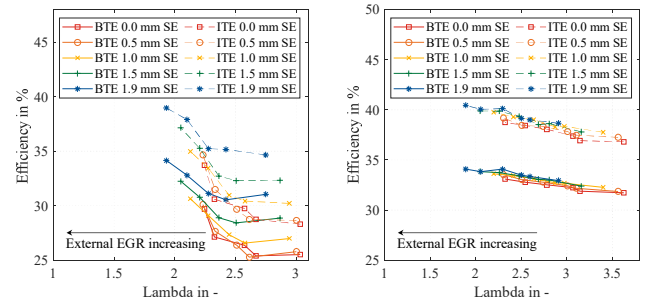 45
40
35
30
25
Efficiency in %
BTE 0.0 mm SE
BTE 0.5 mm SE
BTE 1.0 mm SE
BTE 1.5 mm SE
BTE 1.9 mm SE
ITE 0.0 mm SE
ITE 0.5 mm SE
ITE 1.0 mm SE
ITE 1.5 mm SE
ITE 1.9 mm SE
External EGR increasing
1
1.5
2
2.5
3
Lambda in -
50
45
40
35
30
25
Efficiency in %
BTE 0.0 mm SE
BTE 0.5 mm SE
BTE 1.0 mm SE
BTE 1.5 mm SE
BTE 1.9 mm SE
ITE 0.0 mm SE
ITE 0.5 mm SE
ITE 1.0 mm SE
ITE 1.5 mm SE
ITE 1.9 mm SE
External EGR increasing
1
1.5
2
2.5
3
3.5
Lambda in -